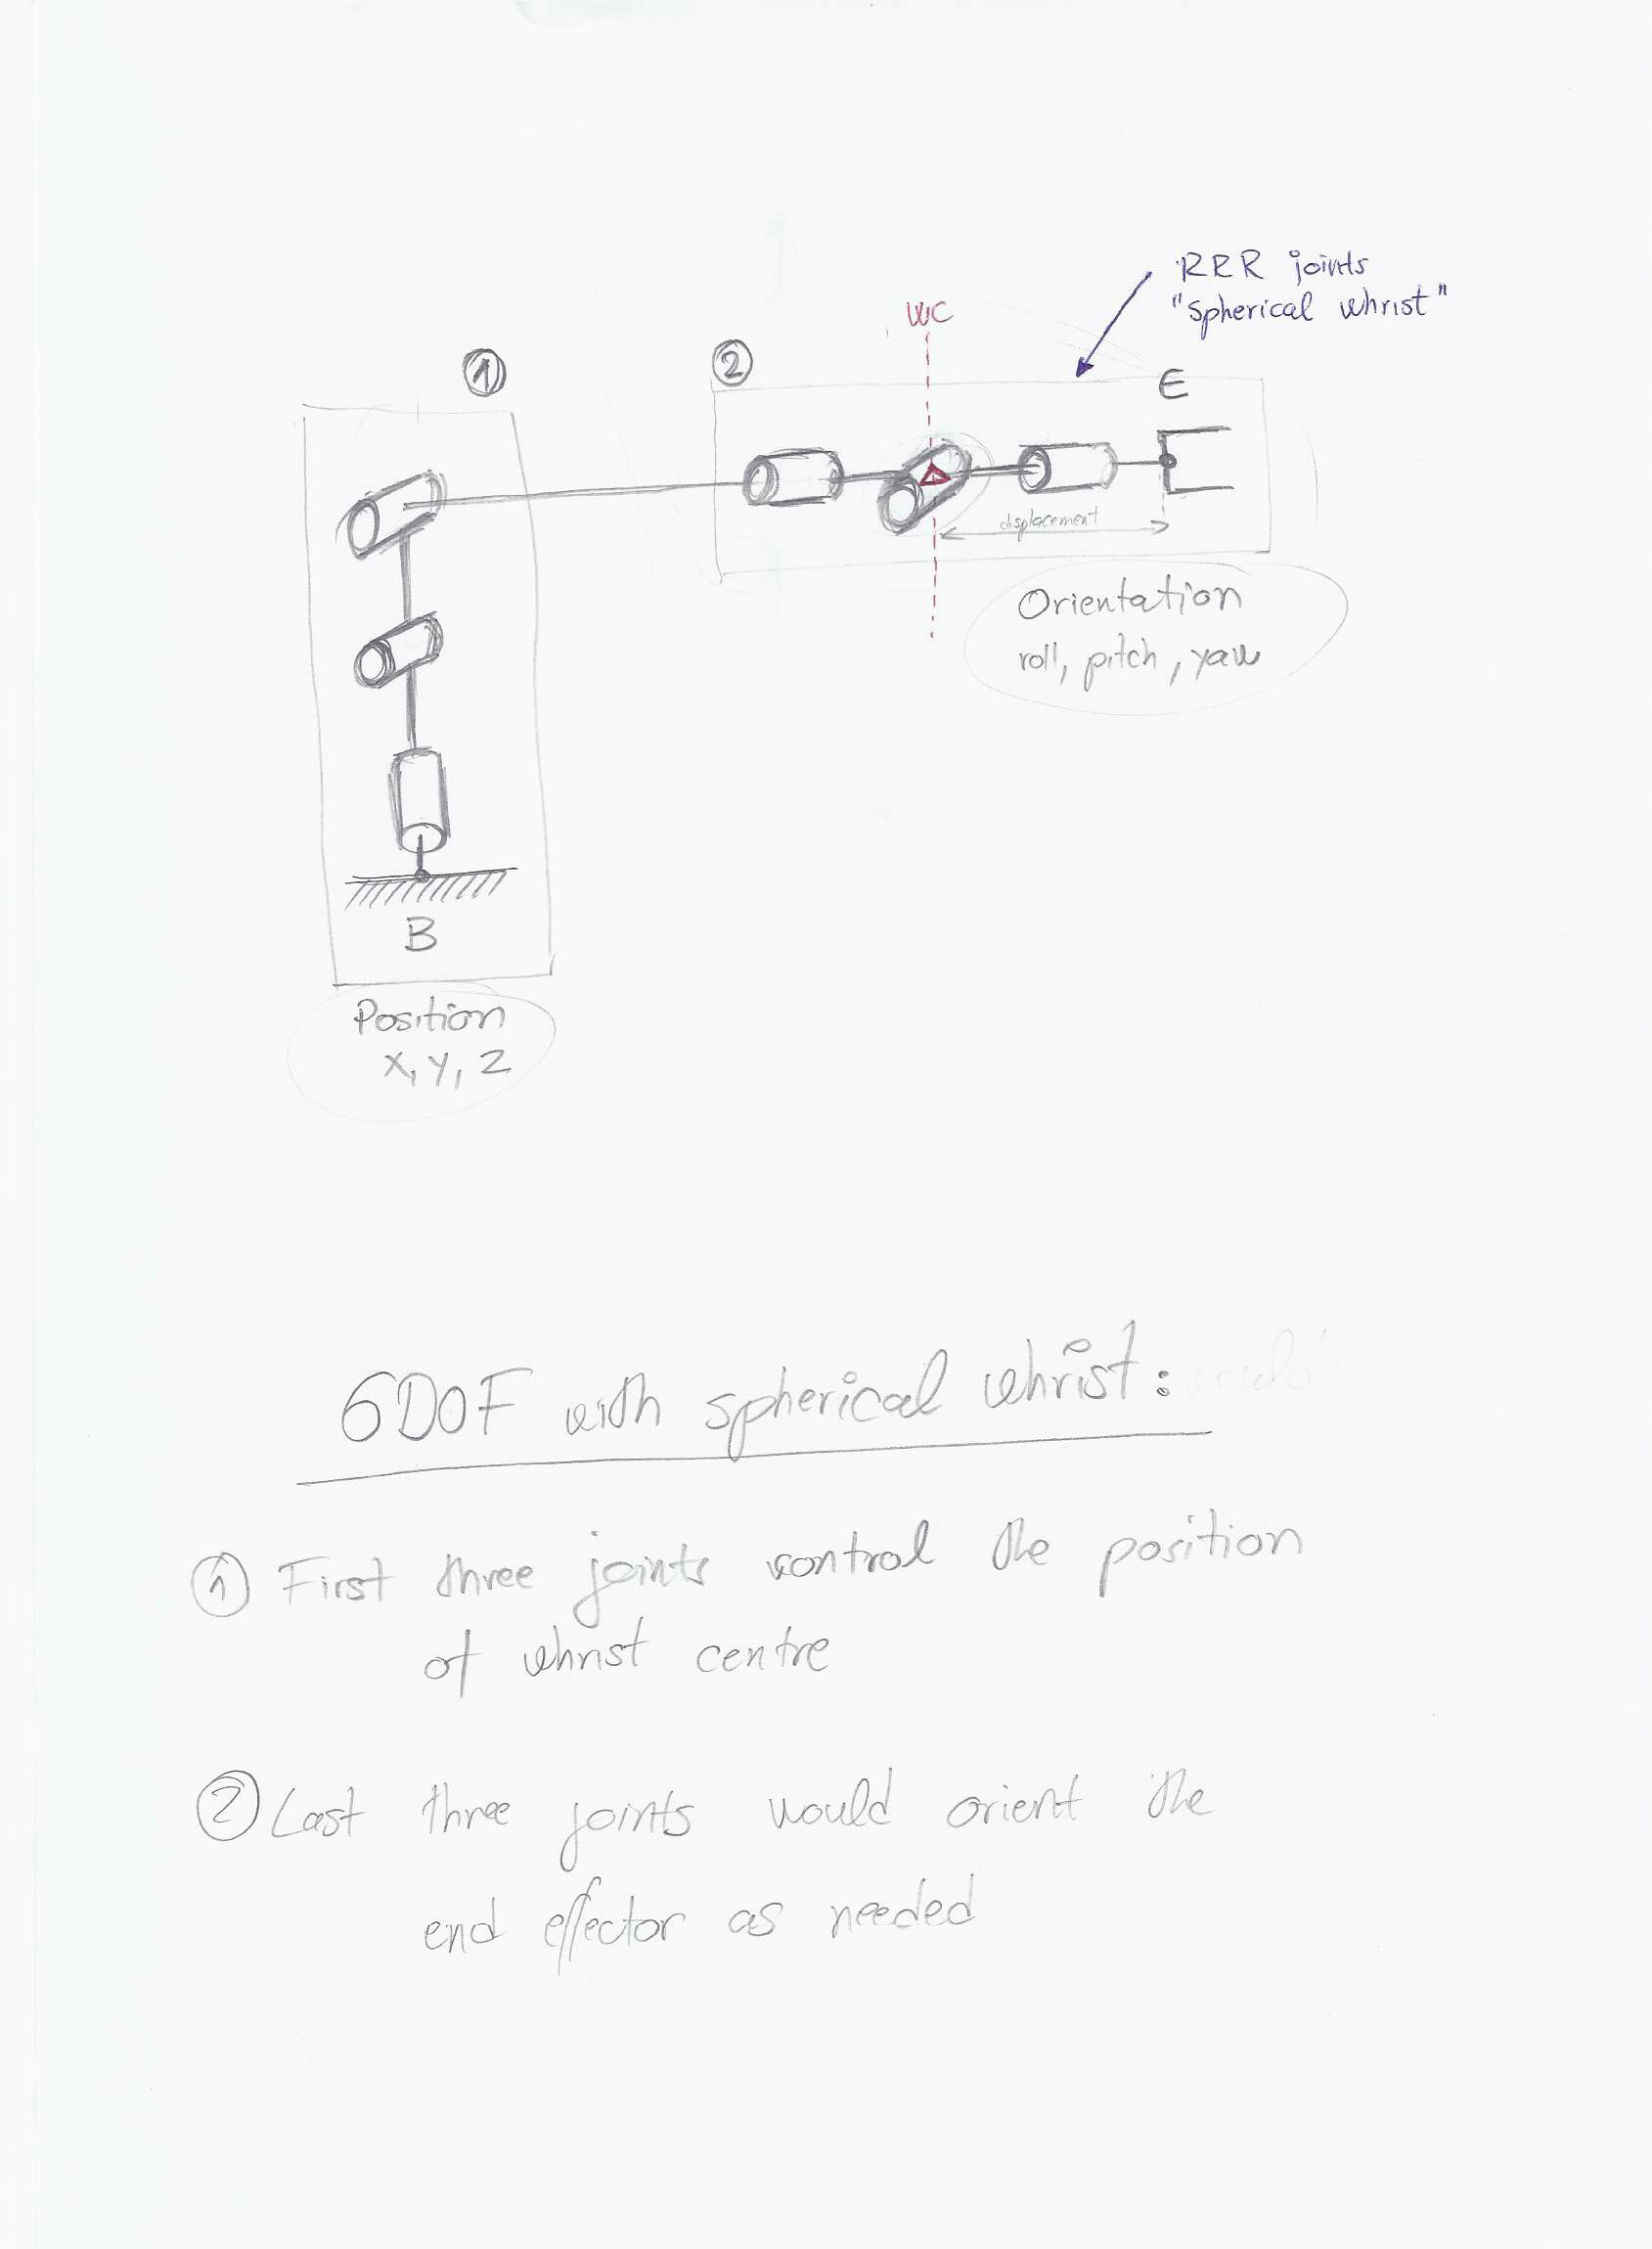 RRR joints
"spherical whrist"
WC
①
②
E
displacement
Orientation
roll, pitch, yaw
B
Position
X, Y, Z
6DOF with spherical whrist:
① First three joints control the position
of whrist centre
② Last three joints would orient the
end effector as needed